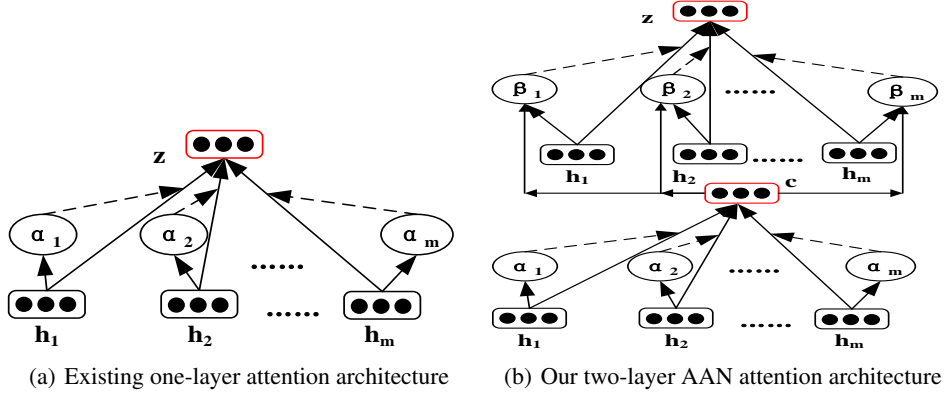 z
α 1 α 2 α m
......
......
h1 h2 hm
(a) Existing one-layer attention architecture
z
β 1 β 2 ...... β m
......
h1 h2 hm
c
α 1 α 2 ...... α m
......
h1 h2 hm
(b) Our two-layer AAN attention architecture